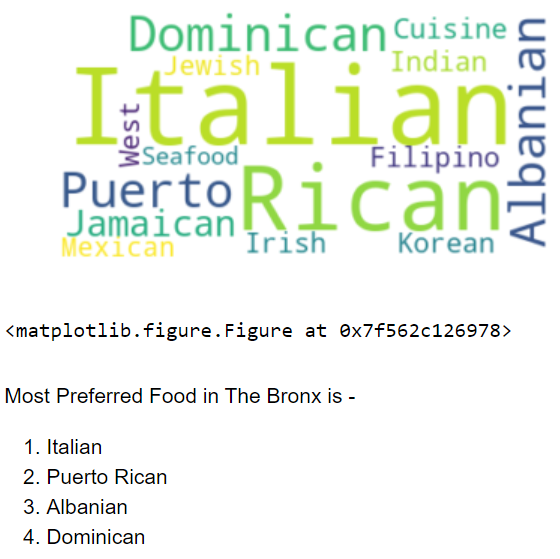 Dominican
Cuisine
Albanian
Jewish
Indian
Italian
West
Seafood
Filipino
Puerto
Rican
Jamaican
Mexican
Irish
Korean
<matplotlib.figure.Figure at 0x7f562c126978>
Most Preferred Food in The Bronx is -
1. Italian
2. Puerto Rican
3. Albanian
4. Dominican